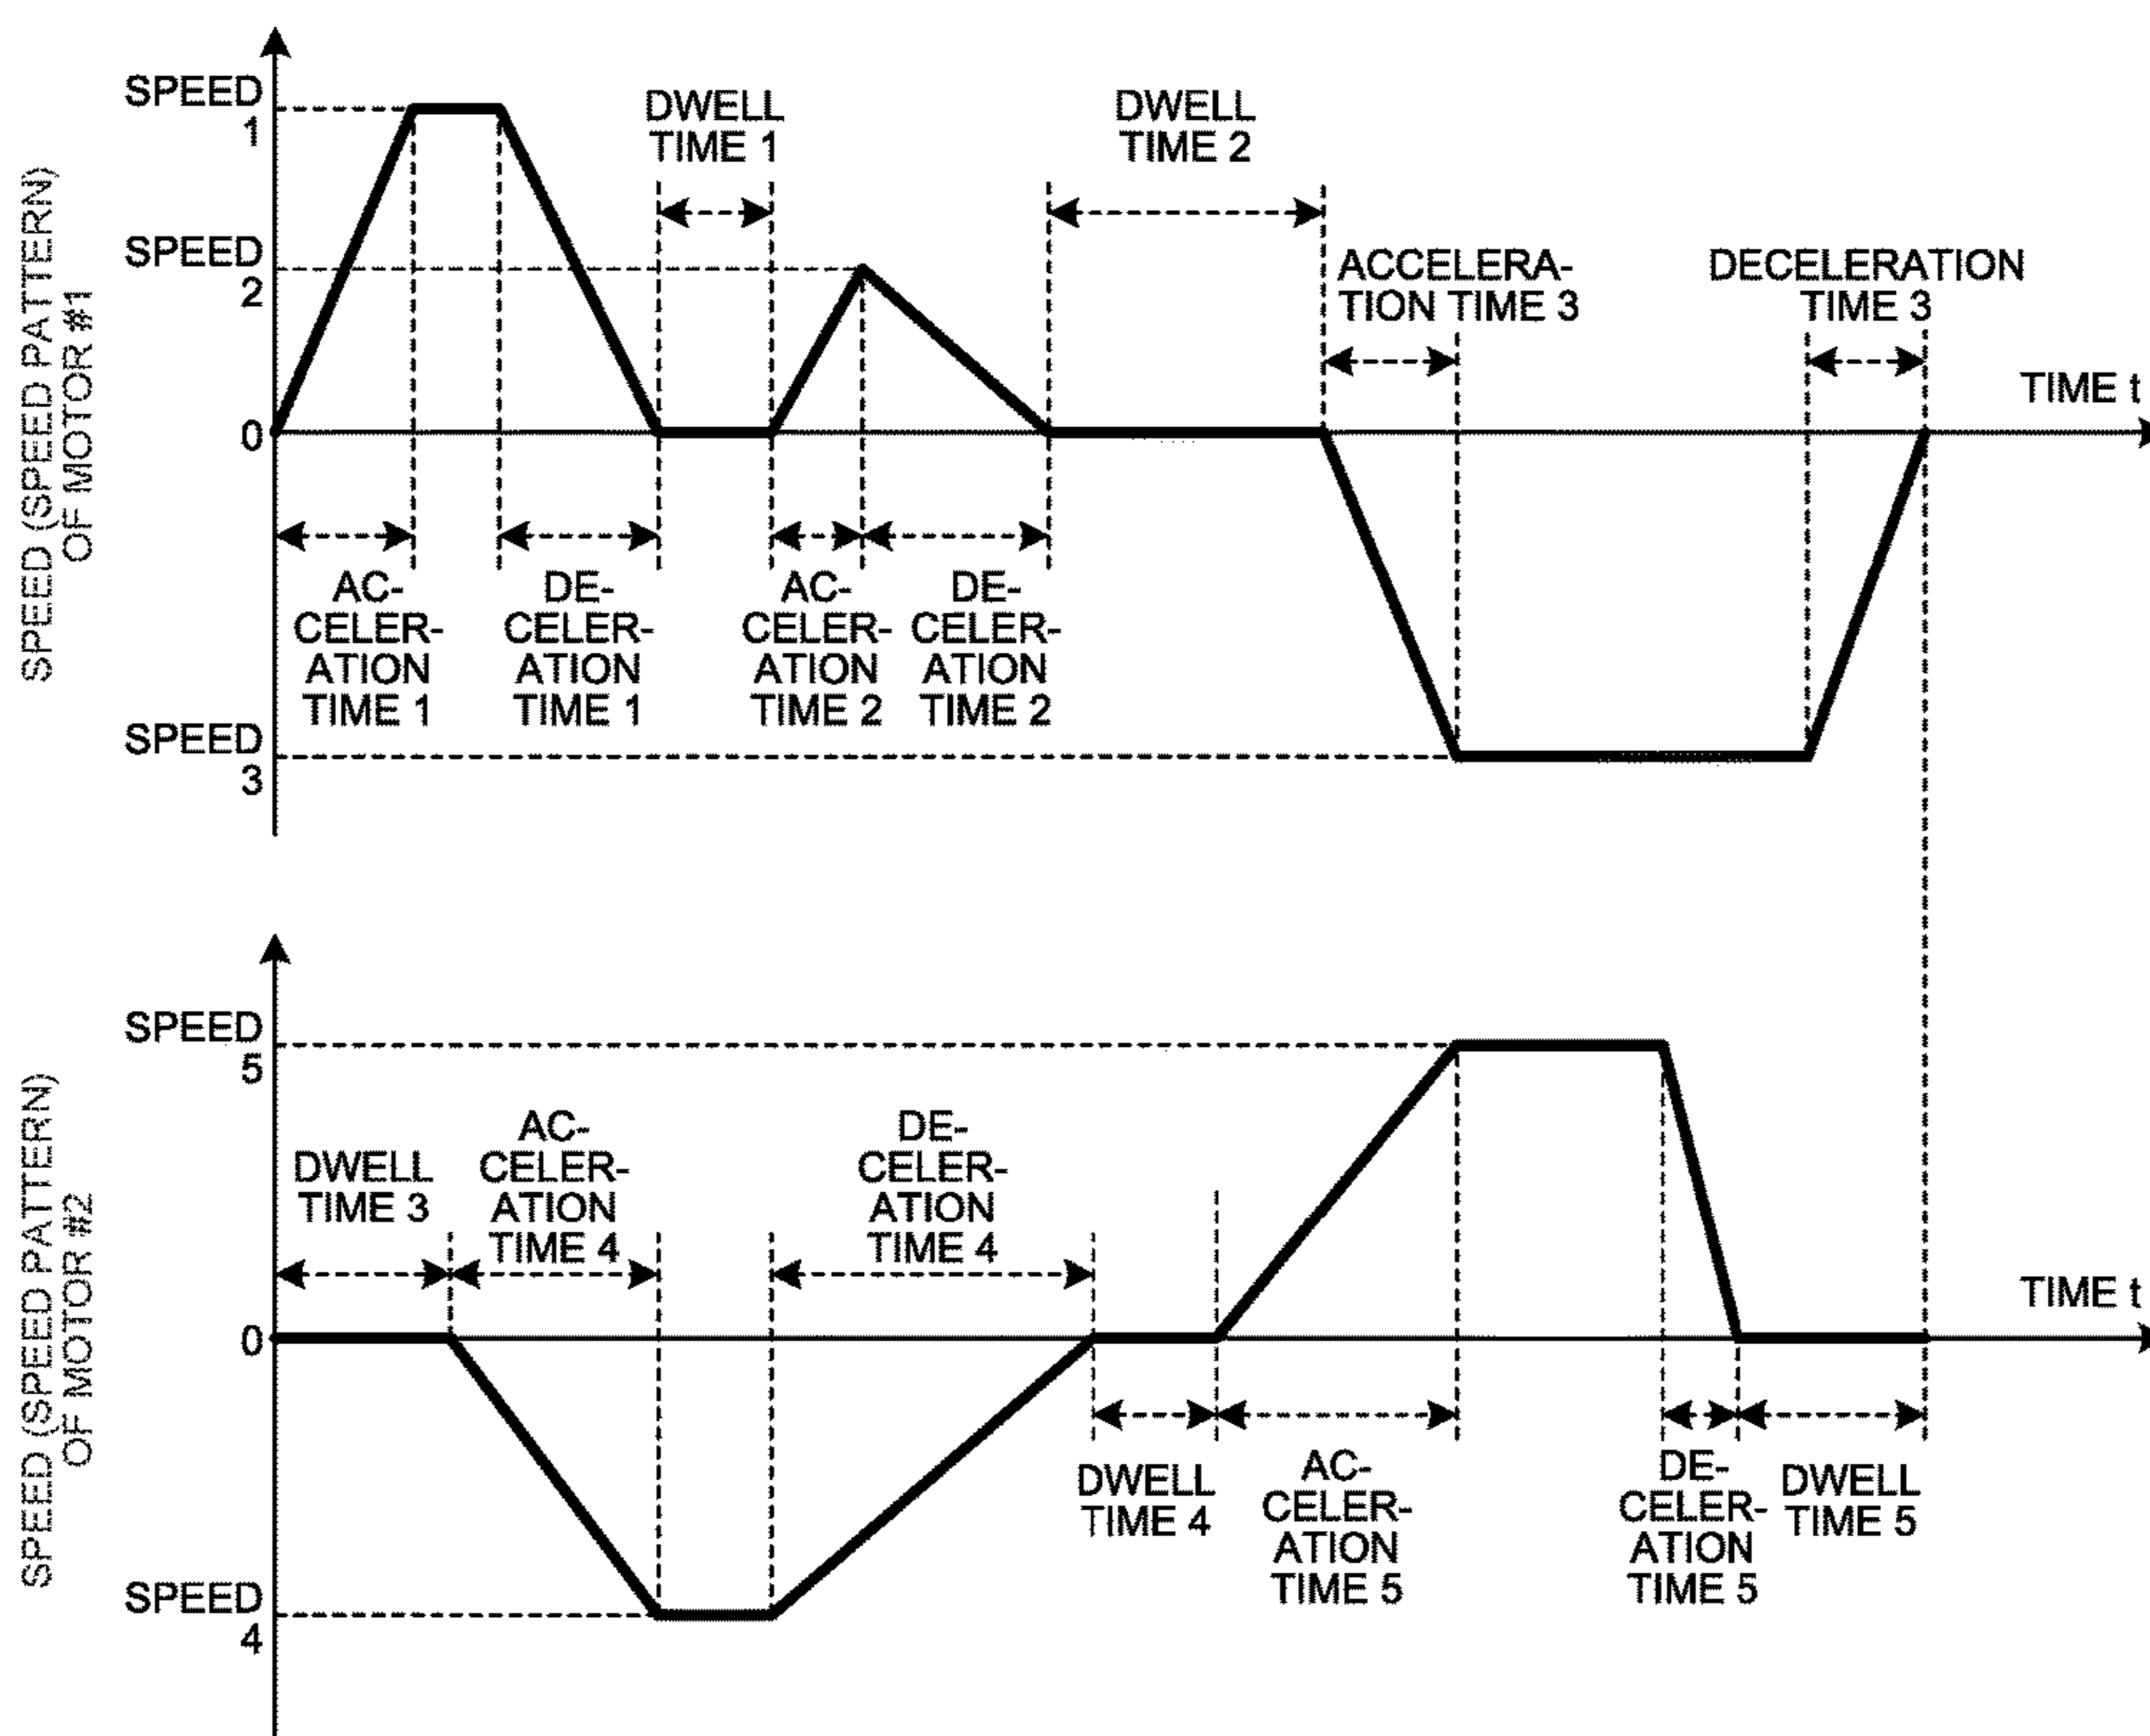 SPEED (SPEED PATTERN)
OF MOTOR #1
SPEED
1
SPEED
2
0
SPEED
3
DWELL
TIME 1
DWELL
TIME 2
ACCELERA-
TION TIME 3
DECELERATION
TIME 3
TIME t
AC-
CELER-
ATION
TIME 1
DE-
CELER-
ATION
TIME 1
AC-
CELER-
ATION
TIME 2
DE-
CELER-
ATION
TIME 2
SPEED (SPEED PATTERN)
OF MOTOR #2
SPEED
5
0
SPEED
4
DWELL
TIME 3
AC-
CELER-
ATION
TIME 4
DE-
CELER-
ATION
TIME 4
TIME t
DWELL
TIME 4
AC-
CELER-
ATION
TIME 5
DE-
CELER-
ATION
TIME 5
DWELL
TIME 5